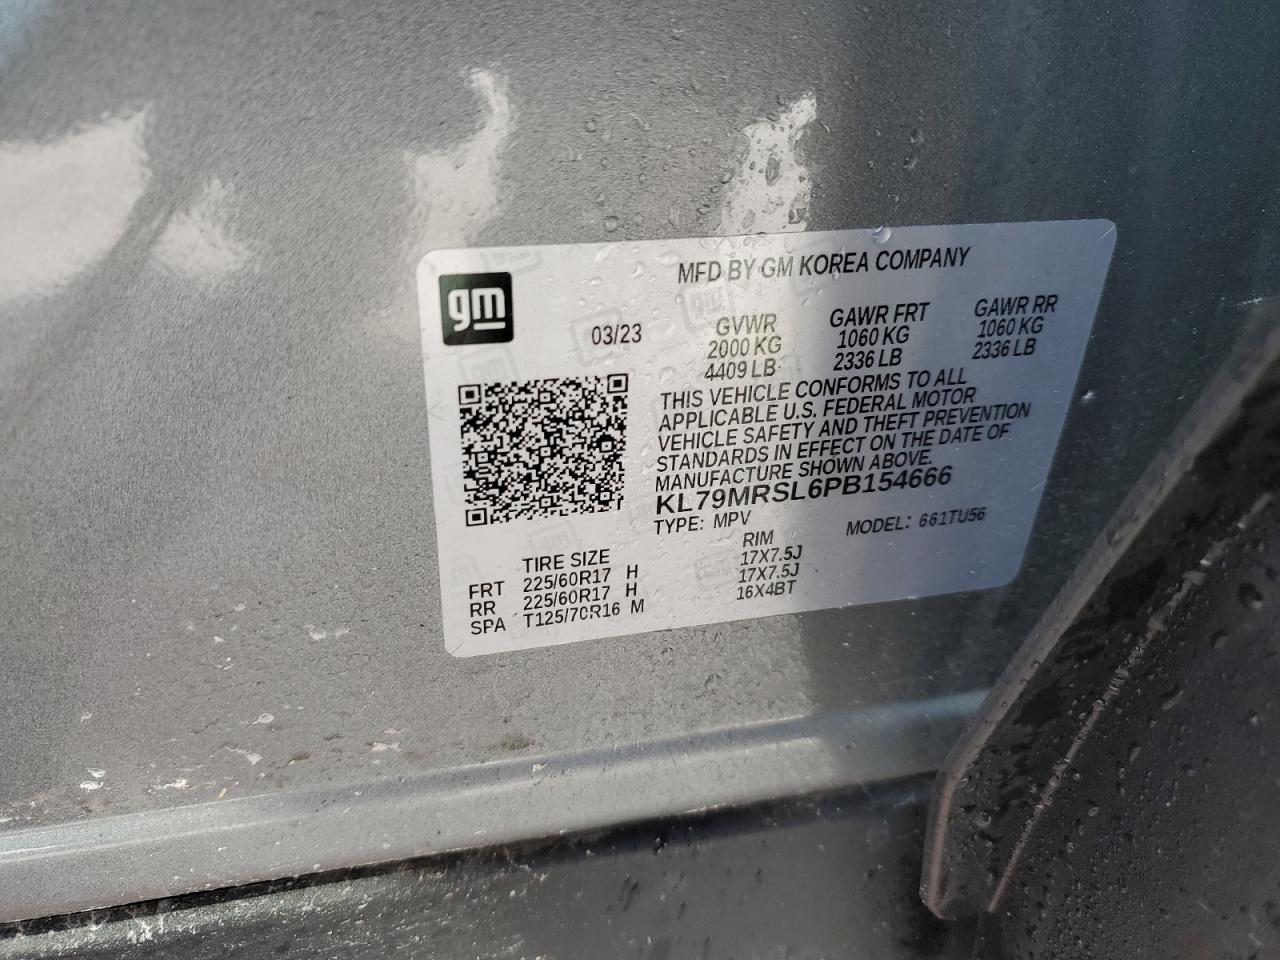 MFD BY GM KOREA COMPANY
gm
03/23
GVWR GAWR FRT GAWR RR
2000 KG 1060 KG 1060 KG
4409 LB 2336 LB 2336 LB
THIS VEHICLE CONFORMS TO ALL
APPLICABLE U.S. FEDERAL MOTOR
VEHICLE SAFETY AND THEFT PREVENTION
STANDARDS IN EFFECT ON THE DATE OF
MANUFACTURE SHOWN ABOVE.
KL79MRSL6PB154666
TYPE: MPV MODEL: 661TU56
TIRE SIZE RIM
FRT 225/60R17 H 17X7.5J
RR 225/60R17 H 17X7.5J
SPA T125/70R16 M 16X4BT